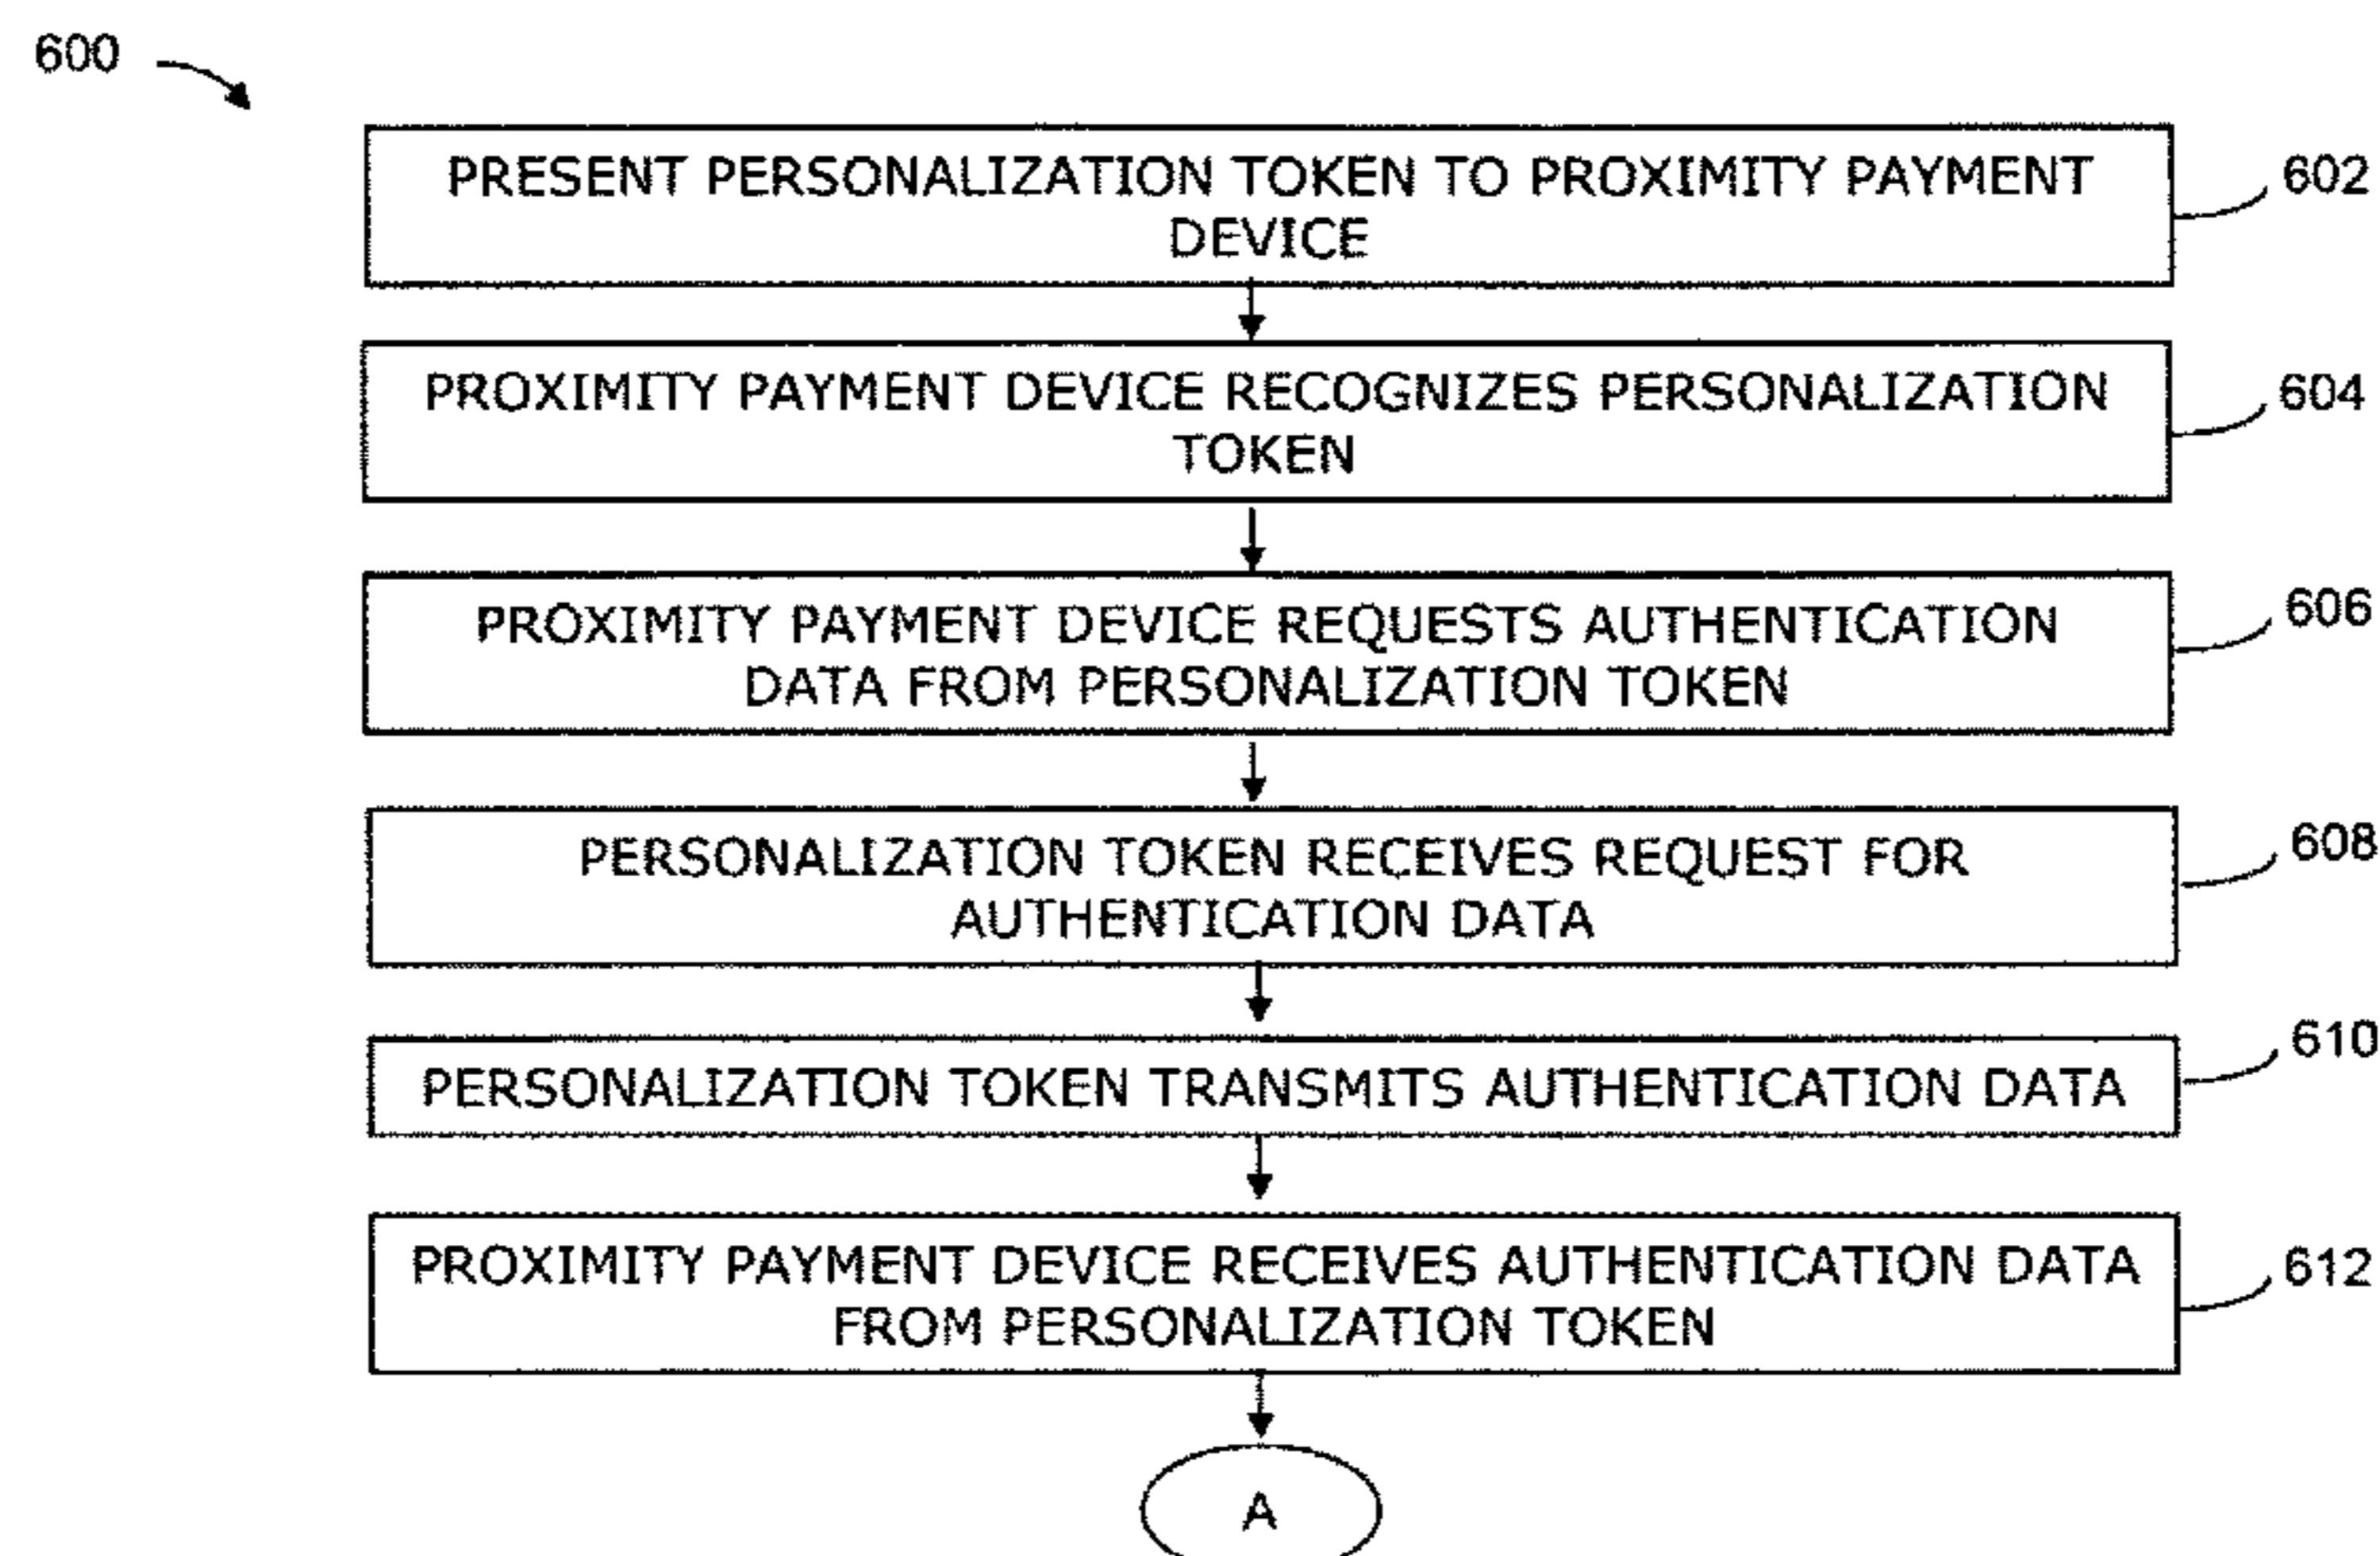 600
PRESENT PERSONALIZATION TOKEN TO PROXIMITY PAYMENT
DEVICE
602
PROXIMITY PAYMENT DEVICE RECOGNIZES PERSONALIZATION
TOKEN
604
PROXIMITY PAYMENT DEVICE REQUESTS AUTHENTICATION
DATA FROM PERSONALIZATION TOKEN
606
PERSONALIZATION TOKEN RECEIVES REQUEST FOR
AUTHENTICATION DATA
608
PERSONALIZATION TOKEN TRANSMITS AUTHENTICATION DATA
610
PROXIMITY PAYMENT DEVICE RECEIVES AUTHENTICATION DATA
FROM PERSONALIZATION TOKEN
612
A